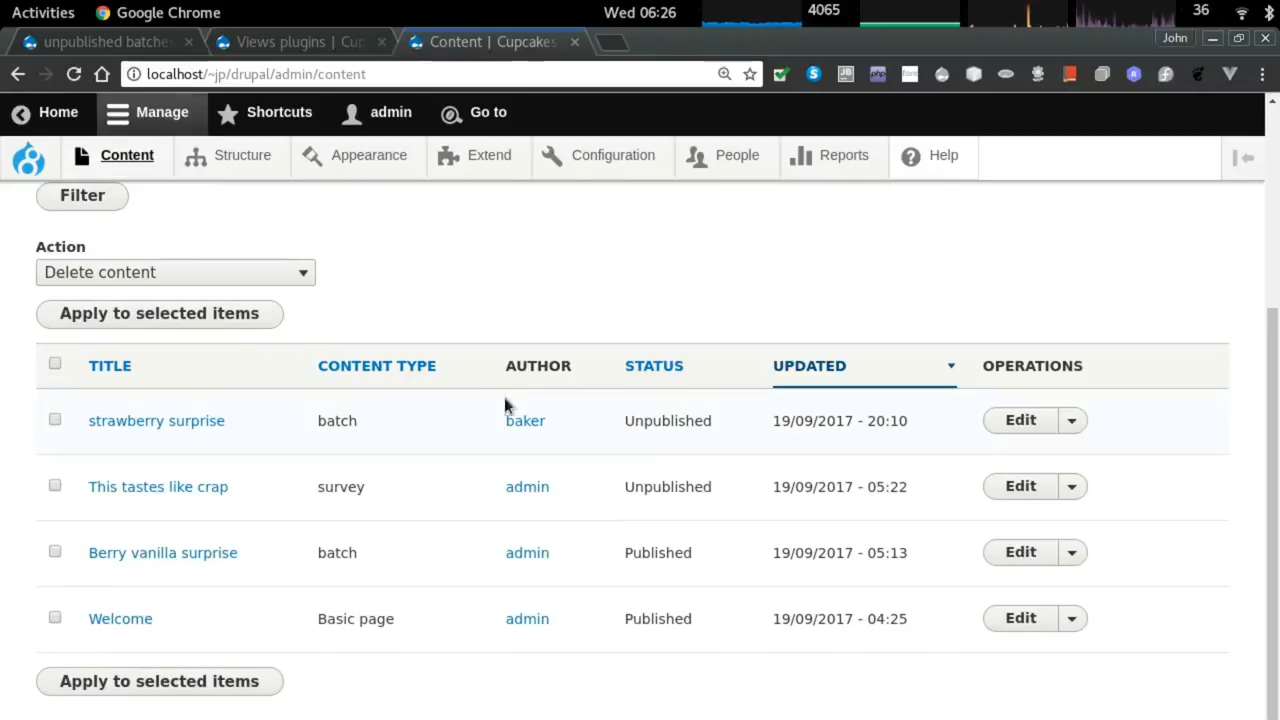 Activities Google Chrome Wed 06:26 4065 36
unpublished batche Views plugins | Cup Content | Cupcakes John
localhost/~jp/drupal/admin/content
Home Manage Shortcuts admin Go to
Content Structure Appearance Extend Configuration People Reports Help
Filter
Action
Delete content
Apply to selected items
TITLE CONTENT TYPE AUTHOR STATUS UPDATED OPERATIONS
strawberry surprise batch baker Unpublished 19/09/2017 - 20:10 Edit
This tastes like crap survey admin Unpublished 19/09/2017 - 05:22 Edit
Berry vanilla surprise batch admin Published 19/09/2017 - 05:13 Edit
Welcome Basic page admin Published 19/09/2017 - 04:25 Edit
Apply to selected items